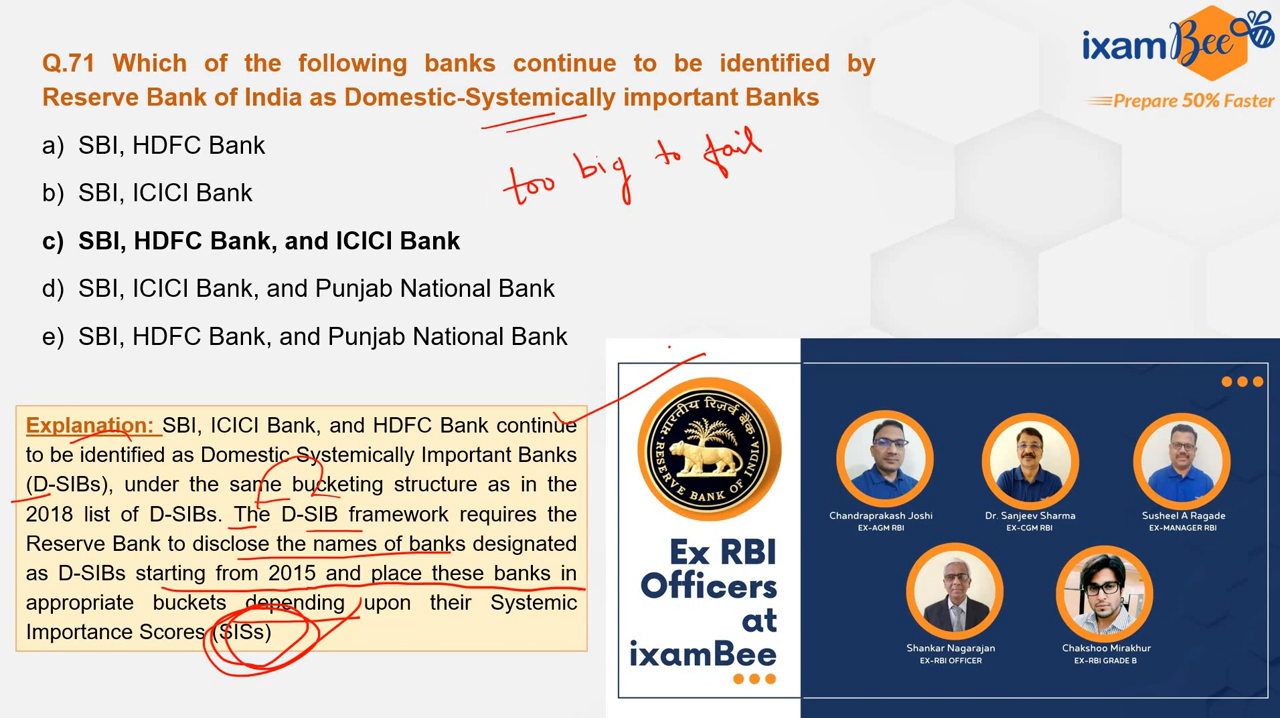 ixamBee
Prepare 50% Faster
Q.71 Which of the following banks continue to be identified by
Reserve Bank of India as Domestic-Systemically important Banks
too big to fail
a) SBI, HDFC Bank
b) SBI, ICICI Bank
c) SBI, HDFC Bank, and ICICI Bank
d) SBI, ICICI Bank, and Punjab National Bank
e) SBI, HDFC Bank, and Punjab National Bank
Explanation: SBI, ICICI Bank, and HDFC Bank continue
to be identified as Domestic Systemically Important Banks
(D-SIBs), under the same bucketing structure as in the
2018 list of D-SIBs. The D-SIB framework requires the
Reserve Bank to disclose the names of banks designated
as D-SIBs starting from 2015 and place these banks in
appropriate buckets depending upon their Systemic
Importance Scores (SISs)
भारतीय रिज़र्व बैंक
RESERVE BANK OF INDIA
Ex RBI
Officers
at
ixamBee
Chandraprakash Joshi
EX-AGM RBI
Dr. Sanjeev Sharma
EX-CGM RBI
Susheel A Ragade
EX-MANAGER RBI
Shankar Nagarajan
EX-RBI OFFICER
Chakshoo Mirakhur
EX-RBI GRADE B